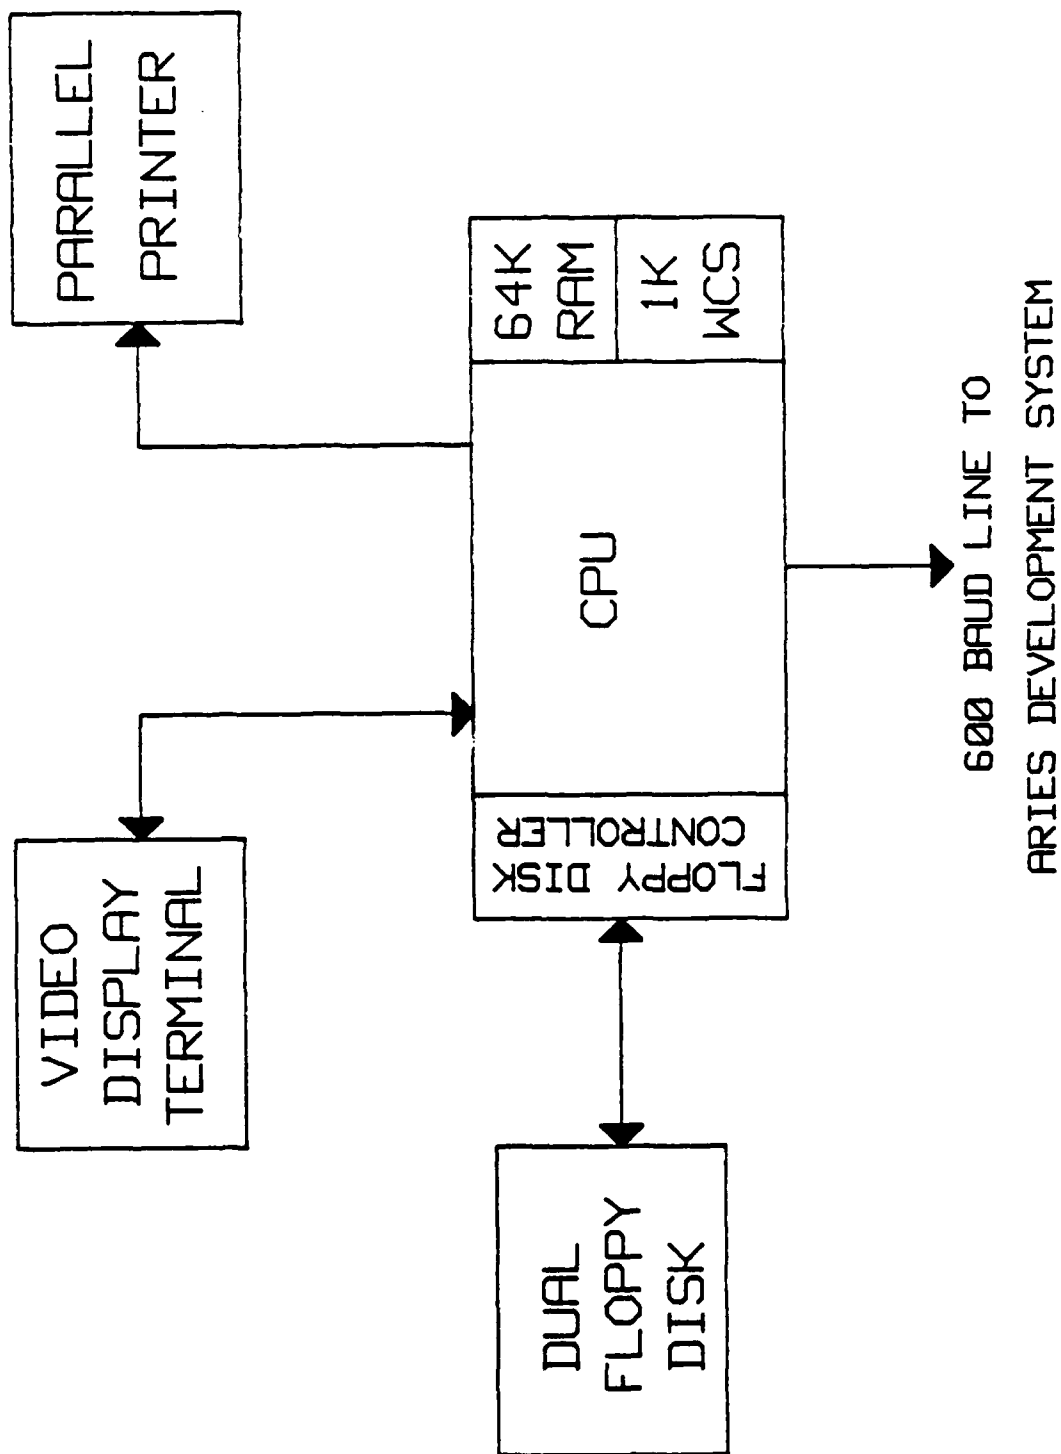 VIDEO
DISPLAY
TERMINAL
PARALLEL
PRINTER
DUAL
FLOPPY
DISK
FLOPPY DISK
CONTROLLER
CPU
64K
RAM
1K
WCS
600 BAUD LINE TO
ARIES DEVELOPMENT SYSTEM